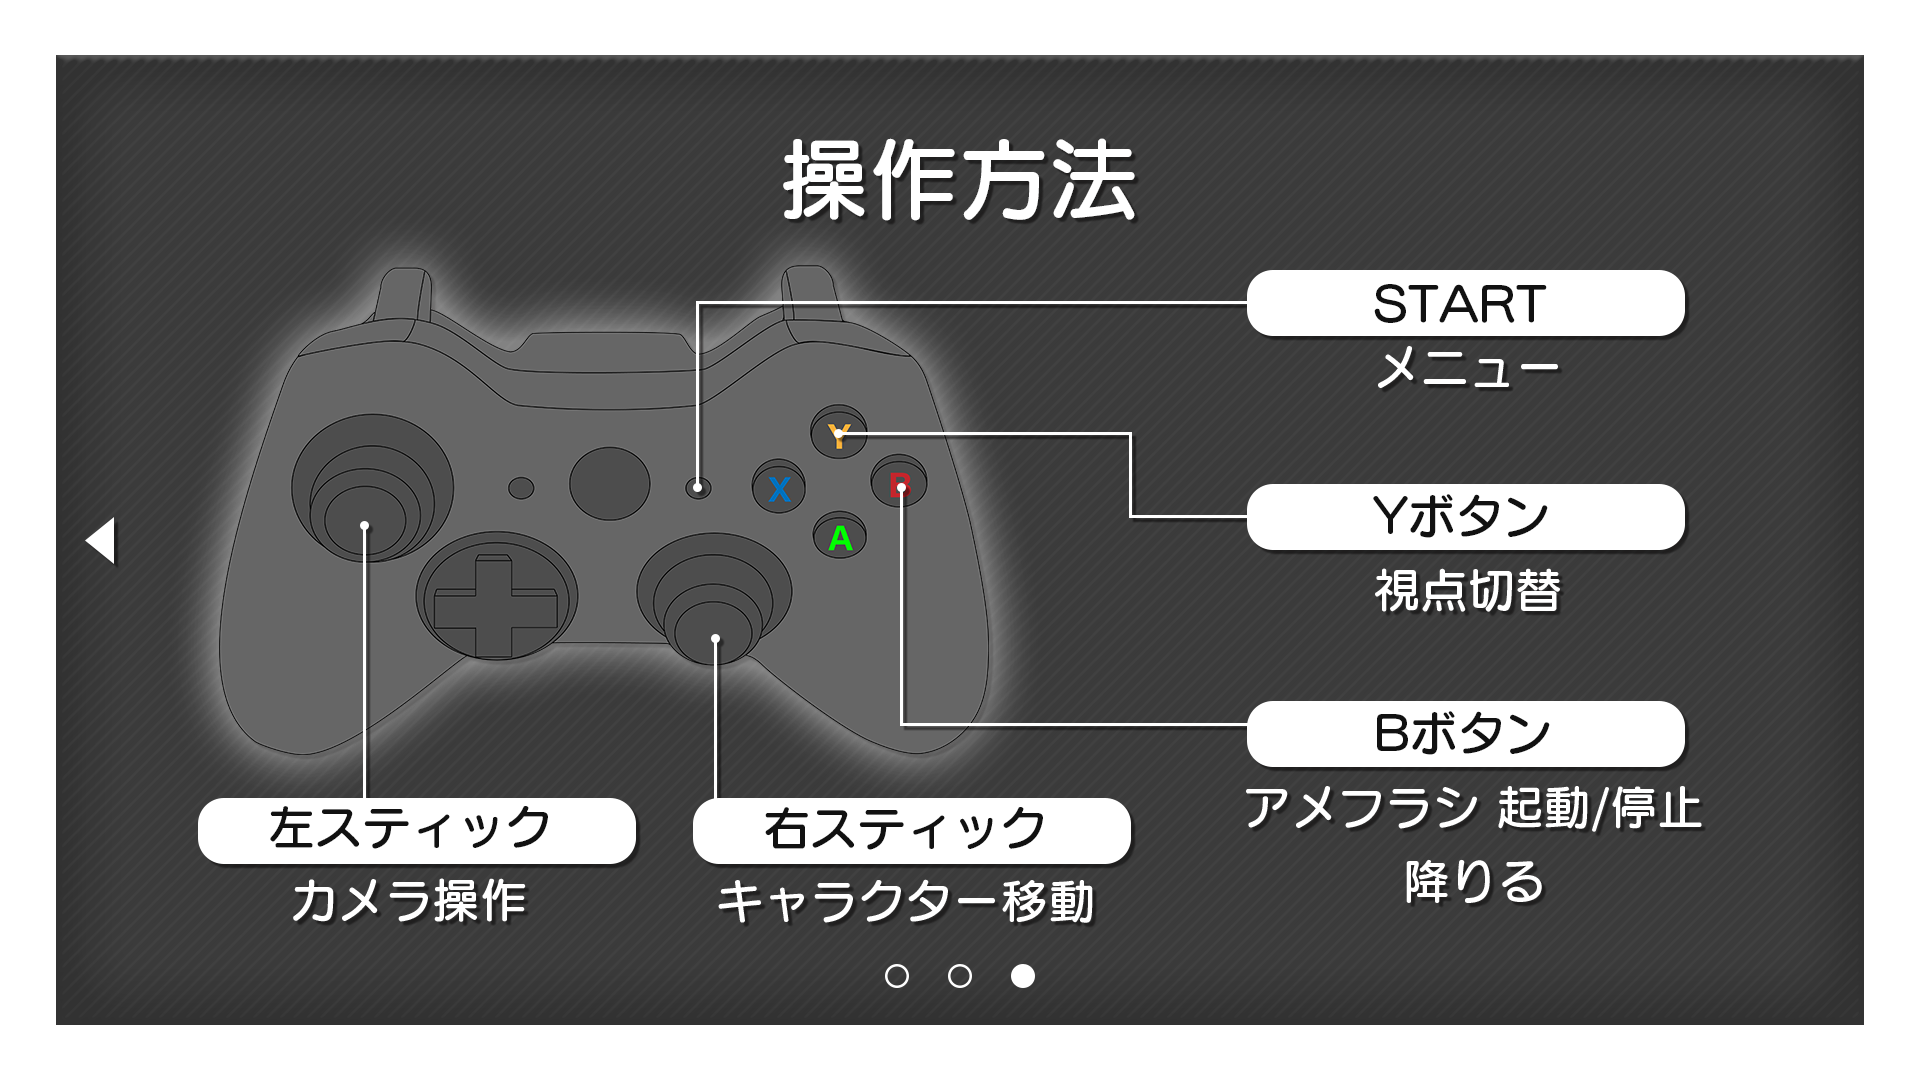 操作方法
START
メニュー
Y
X
B
A
Yボタン
視点切替
Bボタン
アメフラシ 起動/停止
降りる
左スティック
カメラ操作
右スティック
キャラクター移動